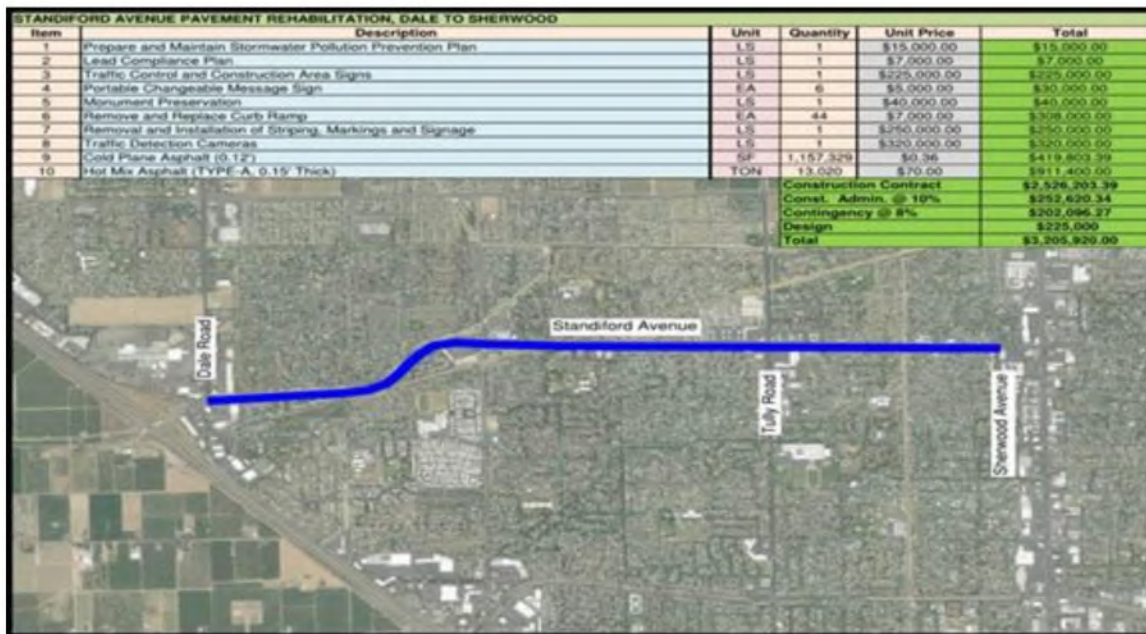 STANDIFORD AVENUE PAVEMENT REHABILITATION, DALE TO SHERWOOD
Item Description Unit Quantity Unit Price Total
1 Prepare and Maintain Stormwater Pollution Prevention Plan LS 1 $15,000.00 $15,000.00
2 Lead Compliance Plan LS 1 $7,000.00 $7,000.00
3 Traffic Control and Construction Area Signs LS 1 $225,000.00 $225,000.00
4 Portable Changeable Message Sign EA 6 $5,000.00 $30,000.00
5 Monument Preservation LS 1 $40,000.00 $40,000.00
6 Remove and Replace Curb Ramp EA 44 $7,000.00 $308,000.00
7 Removal and Installation of Striping, Markings and Signage LS 1 $250,000.00 $250,000.00
8 Traffic Detection Cameras LS 1 $320,000.00 $320,000.00
9 Cold Plane Asphalt (0.12') SF 1,157,329 $0.36 $419,803.39
10 Hot Mix Asphalt (TYPE-A, 0.15' Thick) TON 13,020 $70.00 $911,400.00
Construction Contract $2,526,203.39
Const. Admin. @ 10% $252,620.34
Contingency @ 8% $202,096.27
Design $225,000
Total $3,205,920.00
Standiford Avenue
Dale Road
Tully Road
Sherwood Avenue